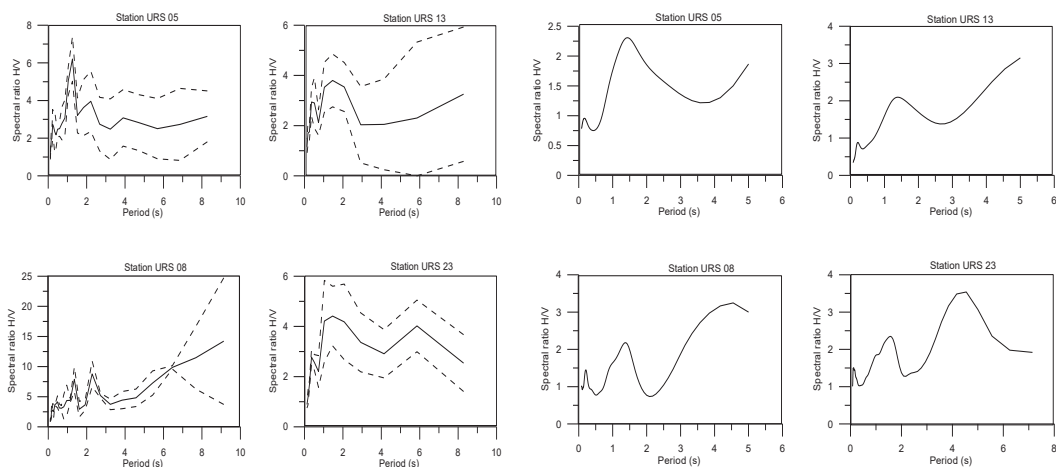 Station URS 05
Spectral ratio H/V
8
6
4
2
0
0 2 4 6 8 10
Period (s)
Station URS 13
Spectral ratio H/V
6
4
2
0
0 2 4 6 8 10
Period (s)
Station URS 05
Spectral ratio H/V
2.5
2
1.5
1
0.5
0
0 1 2 3 4 5 6
Period (s)
Station URS 13
Spectral ratio H/V
4
3
2
1
0
0 1 2 3 4 5 6
Period (s)
Station URS 08
Spectral ratio H/V
25
20
15
10
5
0
0 2 4 6 8 10
Period (s)
Station URS 23
Spectral ratio H/V
6
4
2
0
0 2 4 6 8 10
Period (s)
Station URS 08
Spectral ratio H/V
4
3
2
1
0
0 1 2 3 4 5 6
Period (s)
Station URS 23
Spectral ratio H/V
4
3
2
1
0
0 1 2 3 4 5 6 7 8
Period (s)